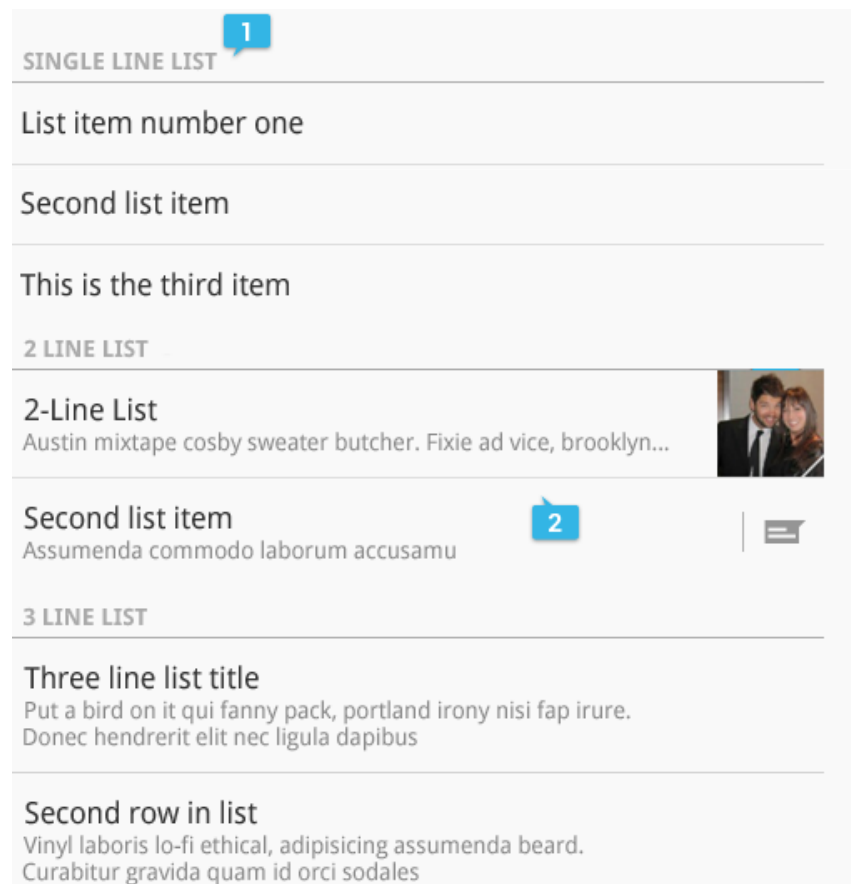 1
SINGLE LINE LIST
List item number one
Second list item
This is the third item
2 LINE LIST
2-Line List
Austin mixtape cosby sweater butcher. Fixie ad vice, brooklyn...
Second list item
2
Assumenda commodo laborum accusamu
3 LINE LIST
Three line list title
Put a bird on it qui fanny pack, portland irony nisi fap irure.
Donec hendrerit elit nec ligula dapibus
Second row in list
Vinyl laboris lo-fi ethical, adipisicing assumenda beard.
Curabitur gravida quam id orci sodales